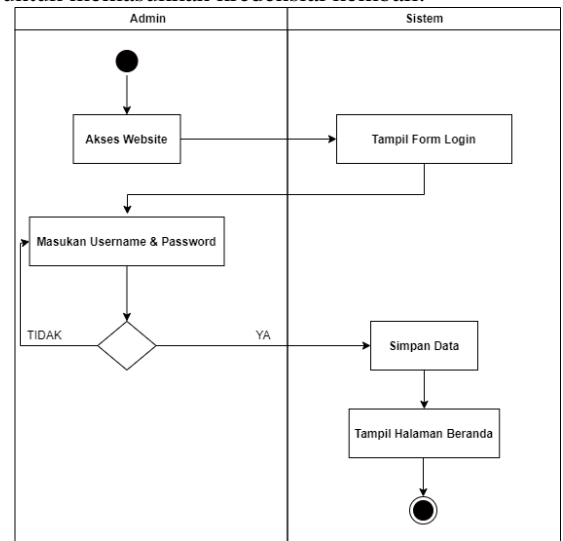 untuk memasukkan kredensial kembali.
Admin
Sistem
Akses Website
Tampil Form Login
Masukan Username & Password
TIDAK
YA
Simpan Data
Tampil Halaman Beranda